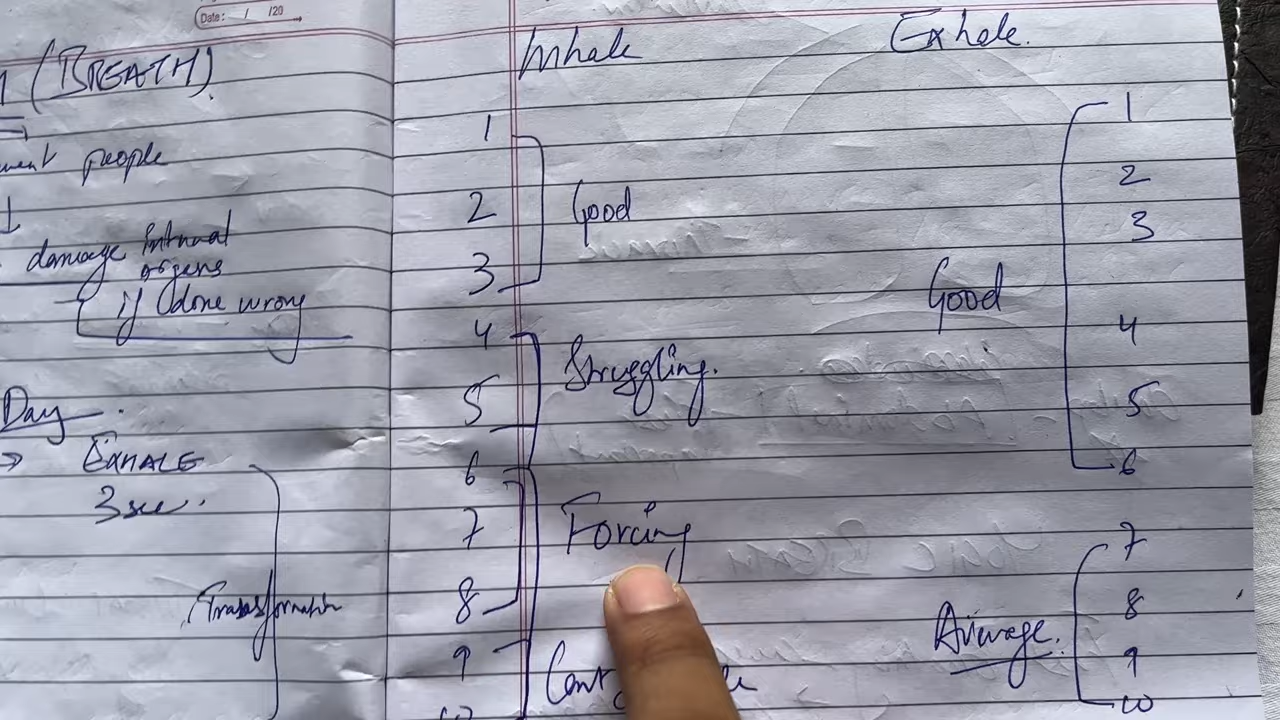 Date: / /20
(BREATH)
people
damage Internal
organs
if done wrong
Day.
→ EXHALE
3 sec.
Transformation
Inhale
Exhale.
1
2
3
Good
4
5
Struggling.
6
7
8
Forcing
9
1
2
3
4
5
6
Good
7
8
9
10
Average.